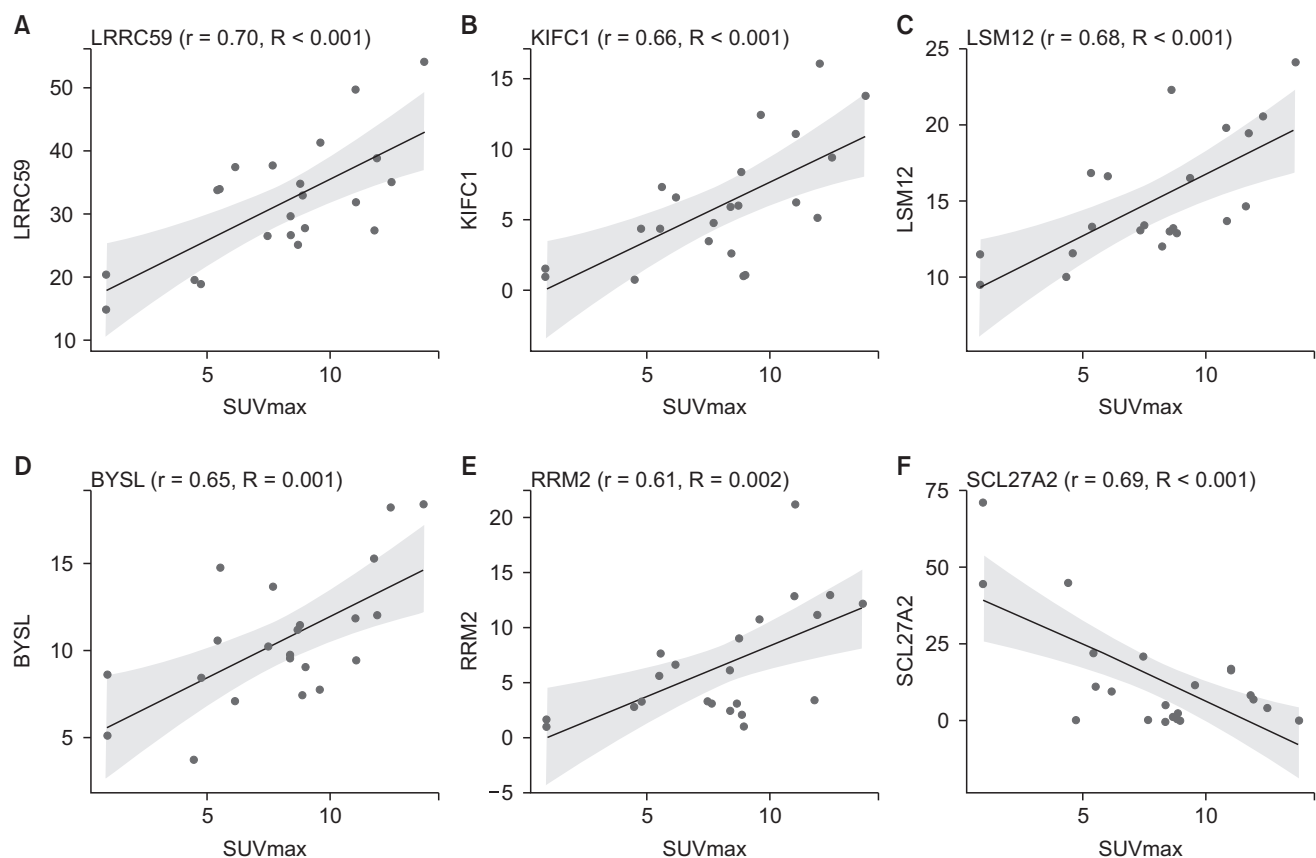 A
LRRC59 (r = 0.70, R < 0.001)
50
40
30
20
10
LRRC59
5
10
SUVmax
B
KIFC1 (r = 0.66, R < 0.001)
15
10
5
0
KIFC1
5
10
SUVmax
C
LSM12 (r = 0.68, R < 0.001)
25
20
15
10
LSM12
5
10
SUVmax
D
BYSL (r = 0.65, R = 0.001)
15
10
5
BYSL
5
10
SUVmax
E
RRM2 (r = 0.61, R = 0.002)
20
15
10
5
0
−5
RRM2
5
10
SUVmax
F
SCL27A2 (r = 0.69, R < 0.001)
75
50
25
0
SCL27A2
5
10
SUVmax